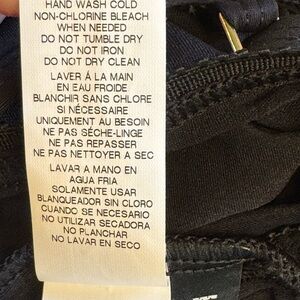 HAND WASH COLD
NON-CHLORINE BLEACH
WHEN NEEDED
DO NOT TUMBLE DRY
DO NOT IRON
DO NOT DRY CLEAN
LAVER Á LA MAIN
EN EAU FROIDE
BLANCHIR SANS CHLORE
SI NÉCESSAIRE
UNIQUEMENT AU BESOIN
NE PAS SÉCHE-LINGE
NE PAS REPASSER
NE PAS NETTOYER A SEC
LAVAR A MANO EN
AGUA FRIA
SOLAMENTE USAR
BLANQUEADOR SIN CLORO
CUANDO SE NECESARIO
NO UTILIZAR SECADORA
NO PLANCHAR
NO LAVAR EN SECO